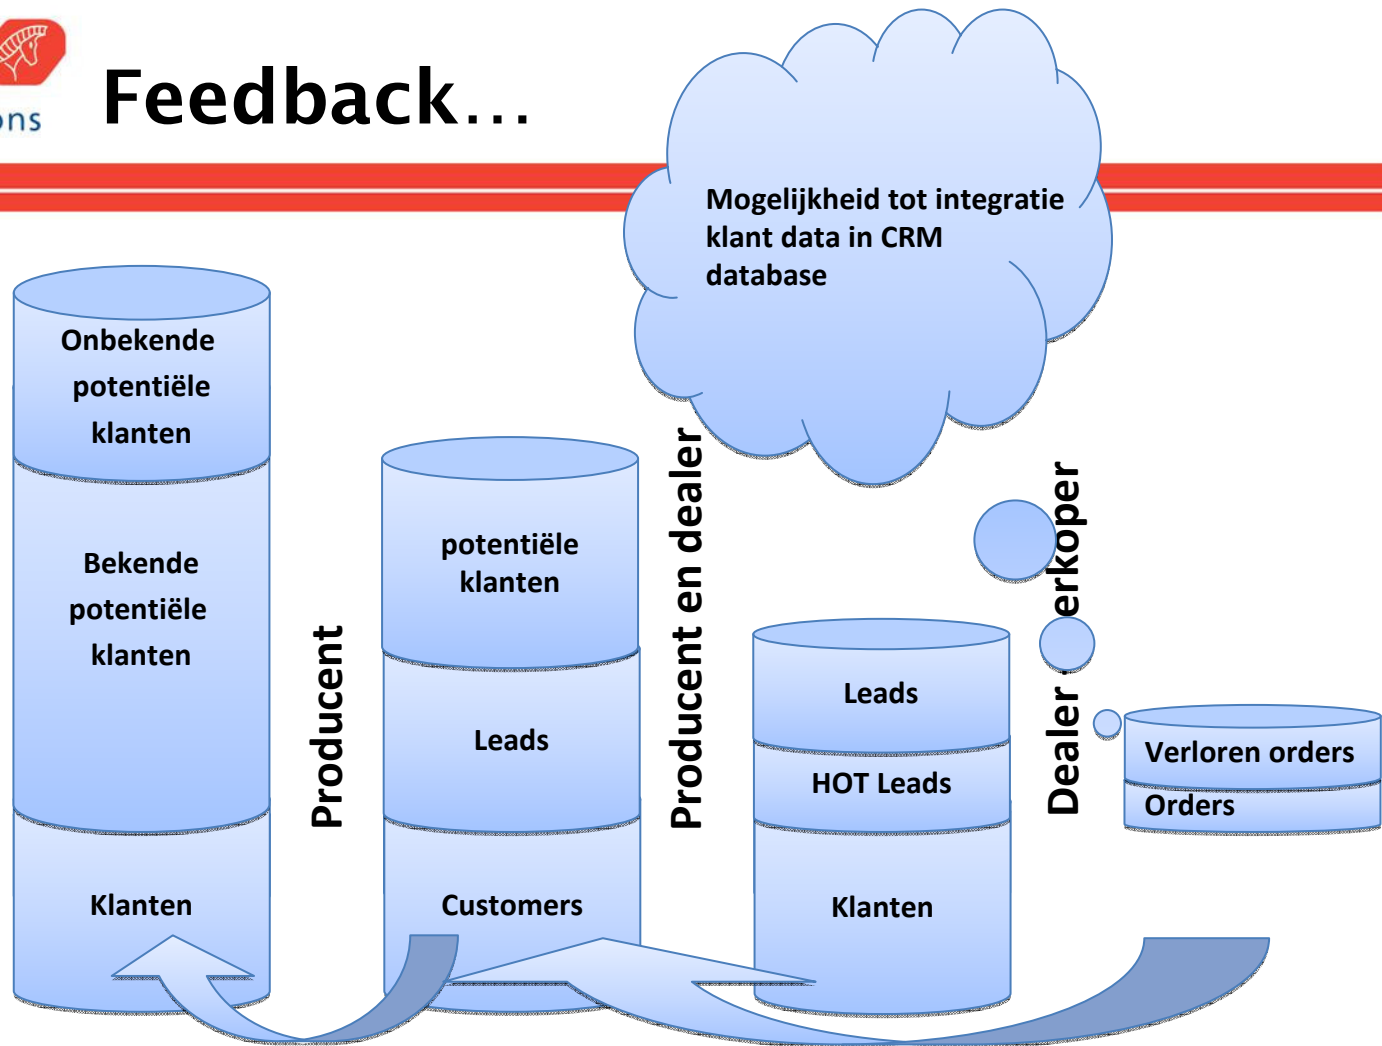 ons
Feedback...
Mogelijkheid tot integratie
klant data in CRM
database
Onbekende
potentiële
klanten
Bekende
potentiële
klanten
Klanten
Producent
potentiële
klanten
Leads
Customers
Producent en dealer
Leads
HOT Leads
Klanten
Dealer erkoper
Verloren orders
Orders